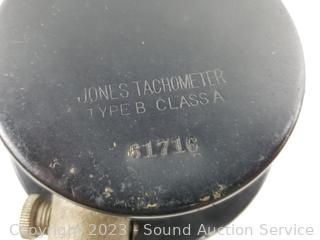 JONES TACHOMETER
TYPE B CLASS A
61716
Copyright 2023 - Sound Auction Service